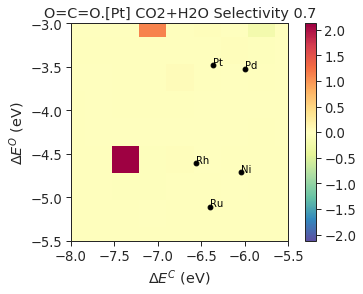 O=C=O.[Pt] CO2+H2O Selectivity 0.7
−3.0
−3.5
−4.0
−4.5
−5.0
−5.5
ΔE^O (eV)
Pt
Pd
Rh
Ni
Ru
−8.0 −7.5 −7.0 −6.5 −6.0 −5.5
ΔE^C (eV)
2.0
1.5
1.0
0.5
0.0
−0.5
−1.0
−1.5
−2.0